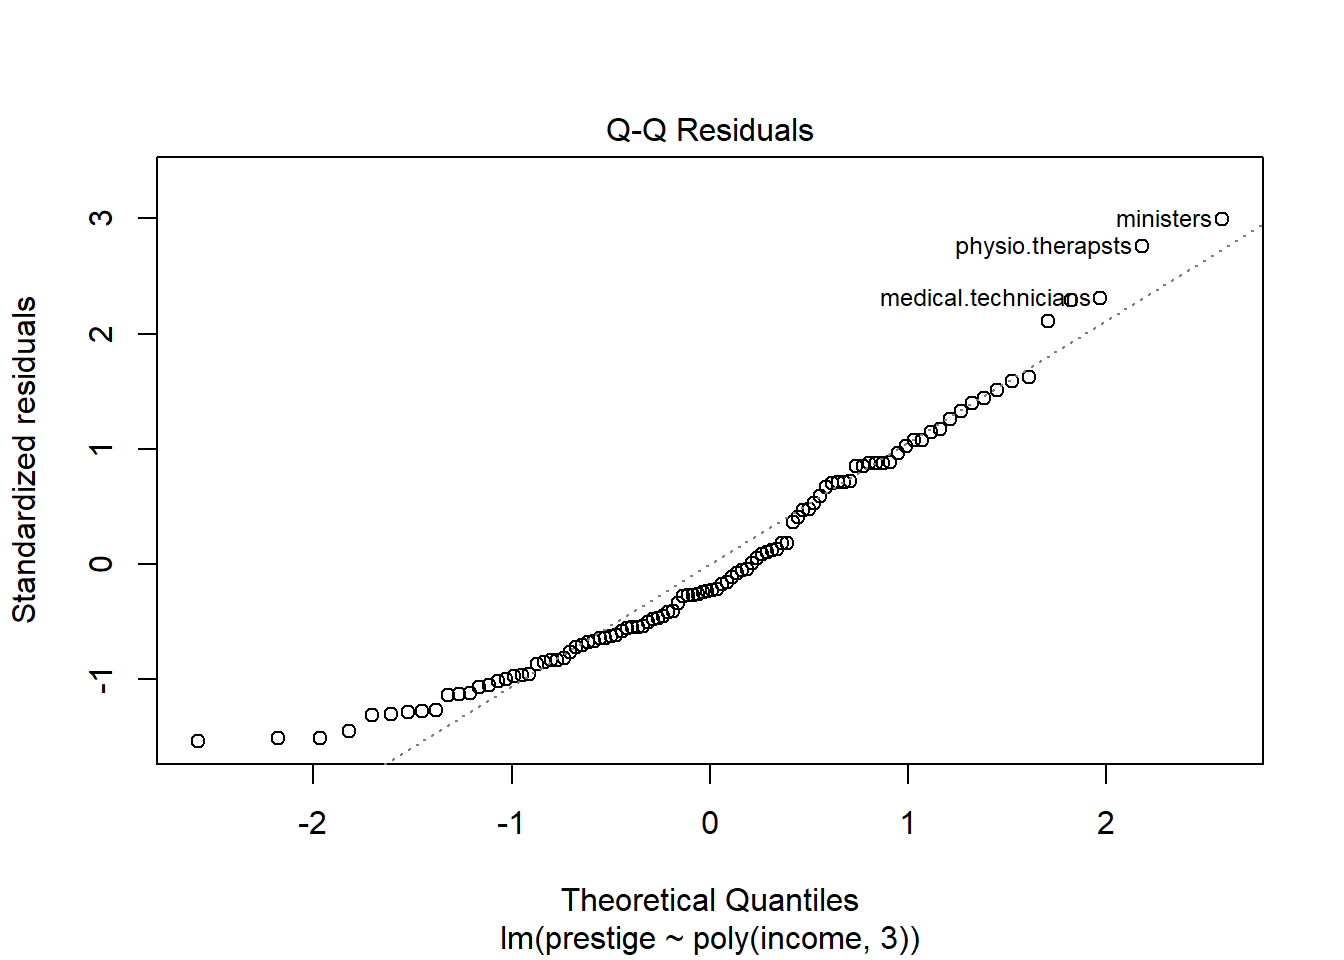 Q-Q Residuals
Standardized residuals
3
2
1
0
-1
ministers
physio.therapsts
medical.technicians
-2
-1
0
1
2
Theoretical Quantiles
lm(prestige ~ poly(income, 3))